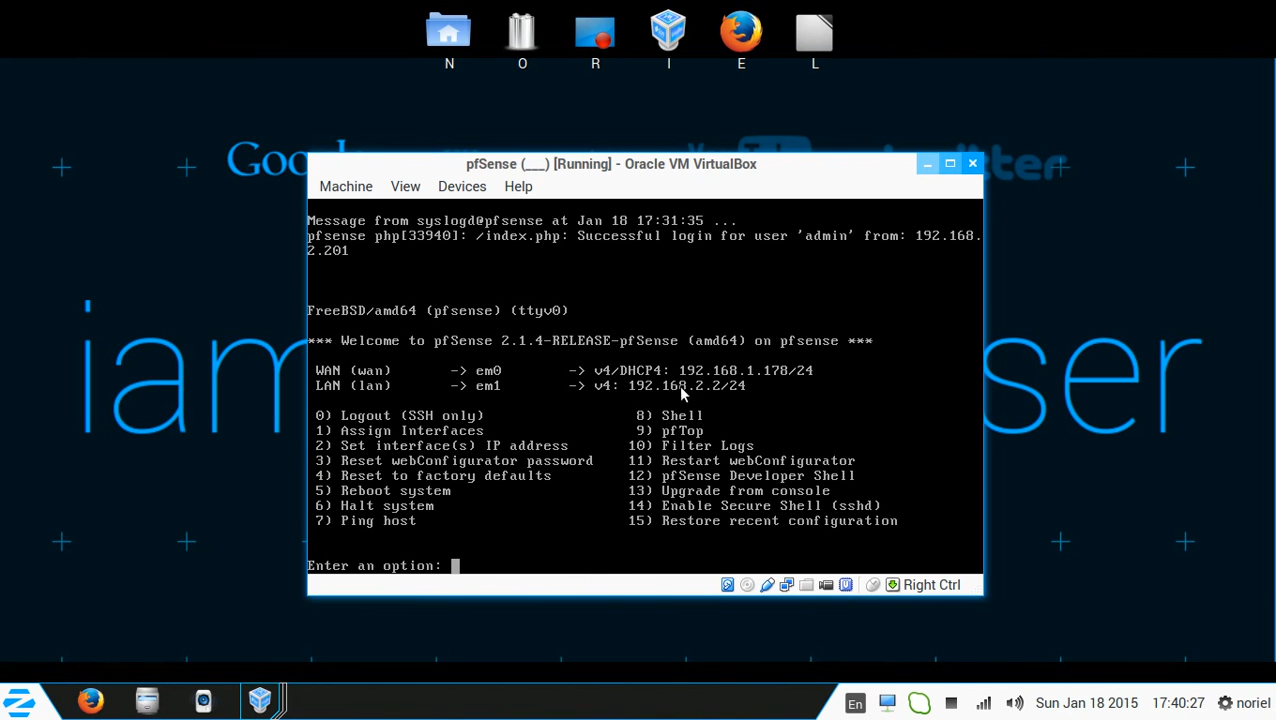 N O R I E L
Goo
itter
iam ser
pfSense (___) [Running] - Oracle VM VirtualBox
Machine View Devices Help
Message from syslogd@pfsense at Jan 18 17:31:35 ...
pfsense php[33940]: /index.php: Successful login for user 'admin' from: 192.168.
2.201
FreeBSD/amd64 (pfsense) (ttyv0)
*** Welcome to pfSense 2.1.4-RELEASE-pfSense (amd64) on pfsense ***
WAN (wan) -> em0 -> v4/DHCP4: 192.168.1.178/24
LAN (lan) -> em1 -> v4: 192.168.2.2/24
0) Logout (SSH only) 8) Shell
1) Assign Interfaces 9) pfTop
2) Set interface(s) IP address 10) Filter Logs
3) Reset webConfigurator password 11) Restart webConfigurator
4) Reset to factory defaults 12) pfSense Developer Shell
5) Reboot system 13) Upgrade from console
6) Halt system 14) Enable Secure Shell (sshd)
7) Ping host 15) Restore recent configuration
Enter an option:
Right Ctrl
En Sun Jan 18 2015 17:40:27 noriel